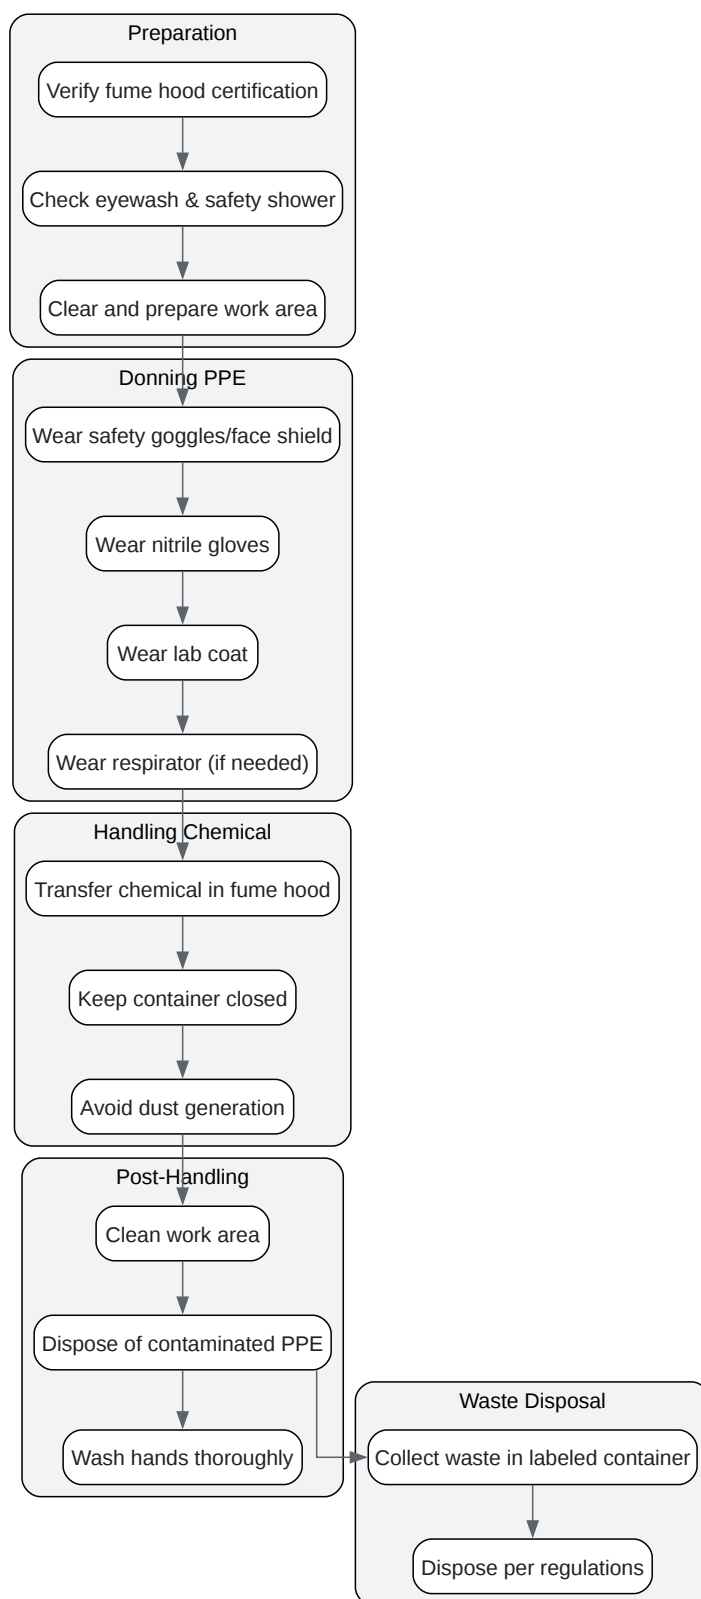 Preparation
Verify fume hood certification
Check eyewash & safety shower
Clear and prepare work area
Donning PPE
Wear safety goggles/face shield
Wear nitrile gloves
Wear lab coat
Wear respirator (if needed)
Handling Chemical
Transfer chemical in fume hood
Keep container closed
Avoid dust generation
Post-Handling
Clean work area
Dispose of contaminated PPE
Wash hands thoroughly
Waste Disposal
Collect waste in labeled container
Dispose per regulations